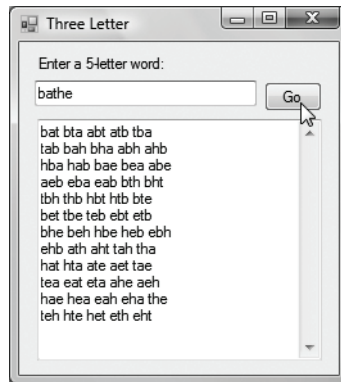 Three Letter
Enter a 5-letter word:
bathe
Go
bat bta abt atb tba
tab bah bha abh ahb
hba hab bae bea abe
aeb eba eab bth bht
tbh thb hbt htb bte
bet tbe teb ebt etb
bhe beh hbe heb ebh
ehb ath aht tah tha
hat hta ate aet tae
tea eat eta ahe aeh
hae hea eah eha the
teh hte het eth eht